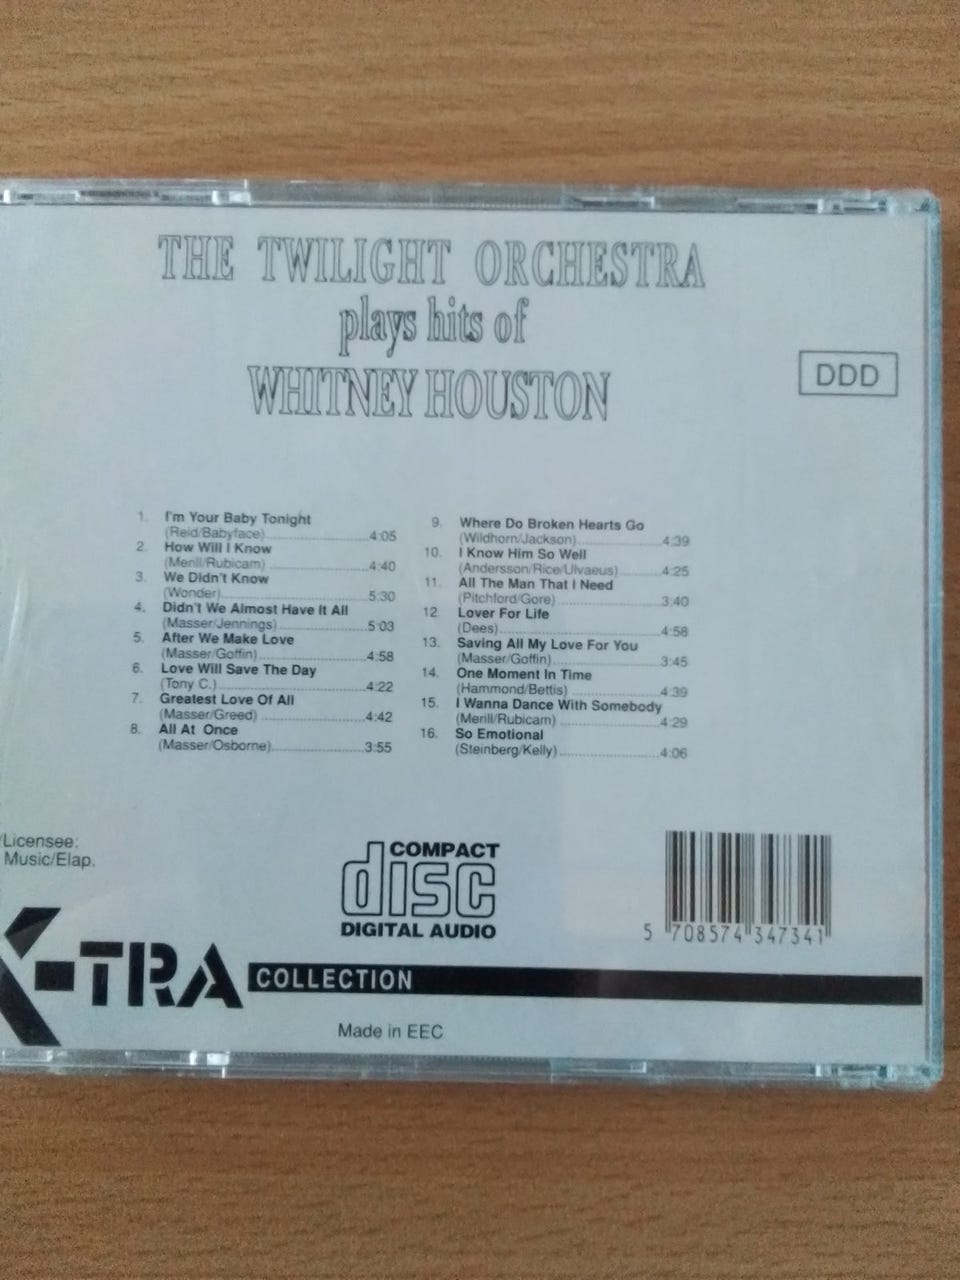 THE TWILIGHT ORCHESTRA
plays hits of
WHITNEY HOUSTON
DDD
1. I'm Your Baby Tonight
(Reid/Babyface) 4:05
2. How Will I Know
(Merill/Rubicam) 4:40
3. We Didn't Know
(Wonder) 5:30
4. Didn't We Almost Have It All
(Masser/Jennings) 5:03
5. After We Make Love
(Masser/Goffin) 4:58
6. Love Will Save The Day
(Tony C.) 4:22
7. Greatest Love Of All
(Masser/Greed) 4:42
8. All At Once
(Masser/Osborne) 3:55
9. Where Do Broken Hearts Go
(Wildhorn/Jackson) 4:39
10. I Know Him So Well
(Andersson/Rice/Ulvaeus) 4:25
11. All The Man That I Need
(Pitchford/Gore) 3:40
12. Lover For Life
(Dees) 4:58
13. Saving All My Love For You
(Masser/Goffin) 3:45
14. One Moment In Time
(Hammond/Bettis) 4:39
15. I Wanna Dance With Somebody
(Merill/Rubicam) 4:29
16. So Emotional
(Steinberg/Kelly) 4:06
/Licensee:
Music/Elap.
COMPACT
disc
DIGITAL AUDIO
5 708574 347341
X-TRA COLLECTION
Made in EEC